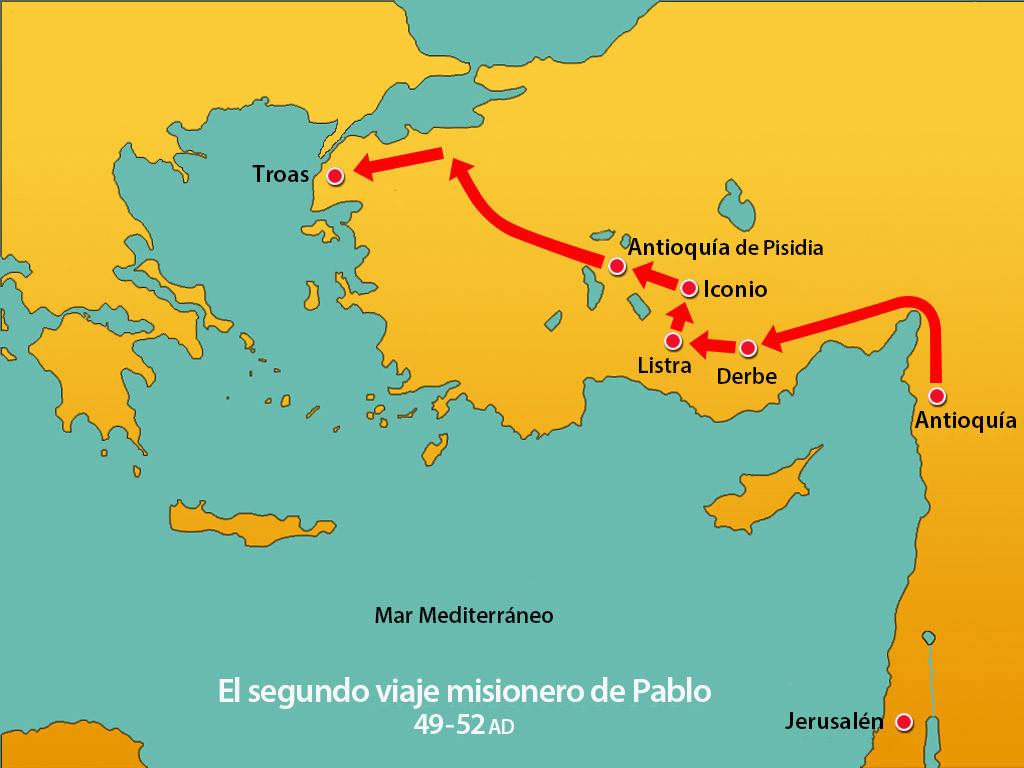 Troas
Antioquía de Pisidia
Iconio
Listra
Derbe
Antioquía
Mar Mediterráneo
El segundo viaje misionero de Pablo
49-52 AD
Jerusalén